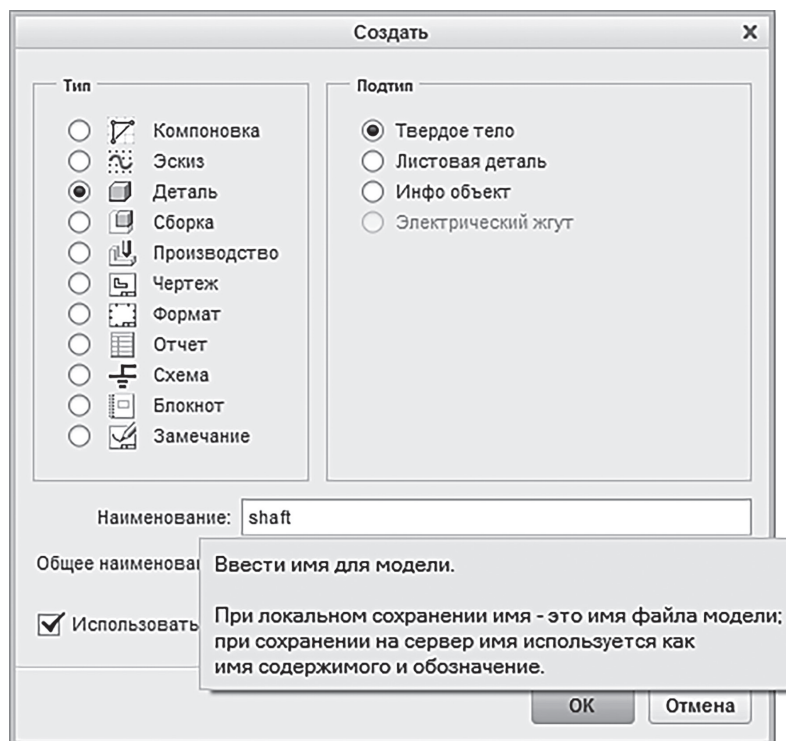 Создать
Тип
Компоновка
Эскиз
Деталь
Сборка
Производство
Чертеж
Формат
Отчет
Схема
Блокнот
Замечание
Подтип
Твердое тело
Листовая деталь
Инфо объект
Электрический жгут
Наименование: shaft
Общее
Ввести имя для модели.
При локальном сохранении имя - это имя файла модели;
при сохранении на сервер имя используется как
имя содержимого и обозначение.
Использовать
OK
Отмена